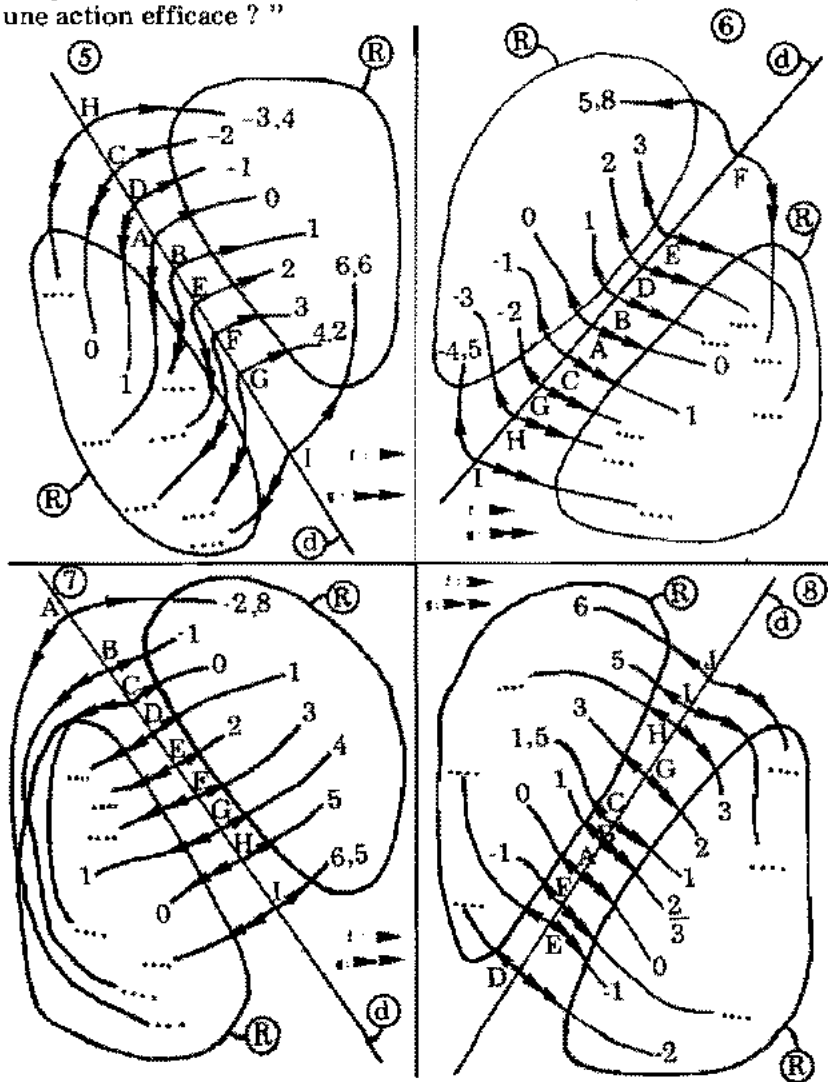 une action efficace ? ”
5
R
H
-3,4
C
-2
D
-1
A
0
B
1
E
2
6,6
F
3
4,2
G
0
1
I
R
d
.... 
....
....
....
....
....
....
6
R
d
5,8
3
2
F
R
0
1
E
-1
D
-3
-2
B
A
-4,5
C
0
G
1
H
I
....
....
....
....
....
....
....
7
R
A
-2,8
B
-1
C
0
D
1
E
2
3
F
4
G
5
H
6,5
I
1
0
R
d
....
....
....
....
....
....
....
8
R
d
6
J
5
I
3
H
1,5
G
3
0
1
C
2
-1
A
B
1
2
3
E
E
0
D
-1
-2
R
....
....
....
....
....
....
....